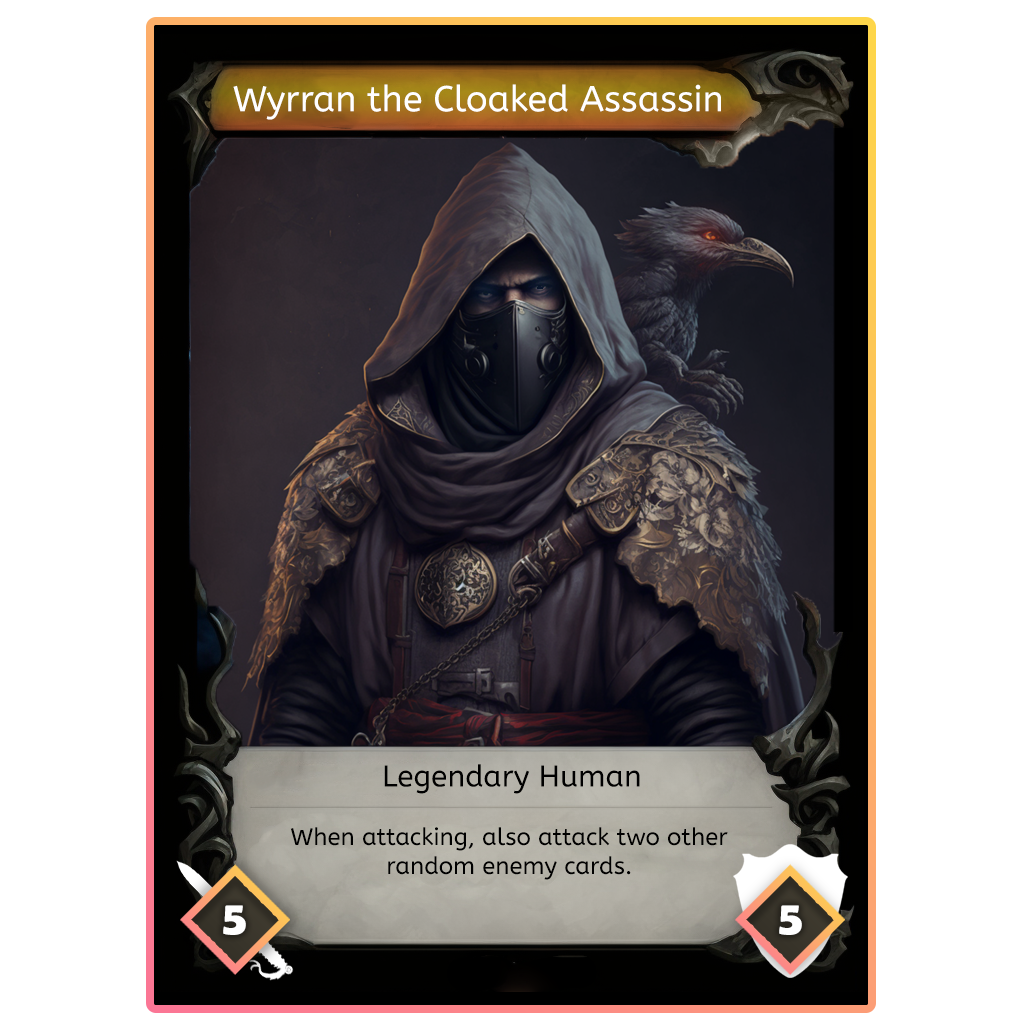 Wyrran the Cloaked Assassin
Legendary Human
When attacking, also attack two other
random enemy cards.
5
5